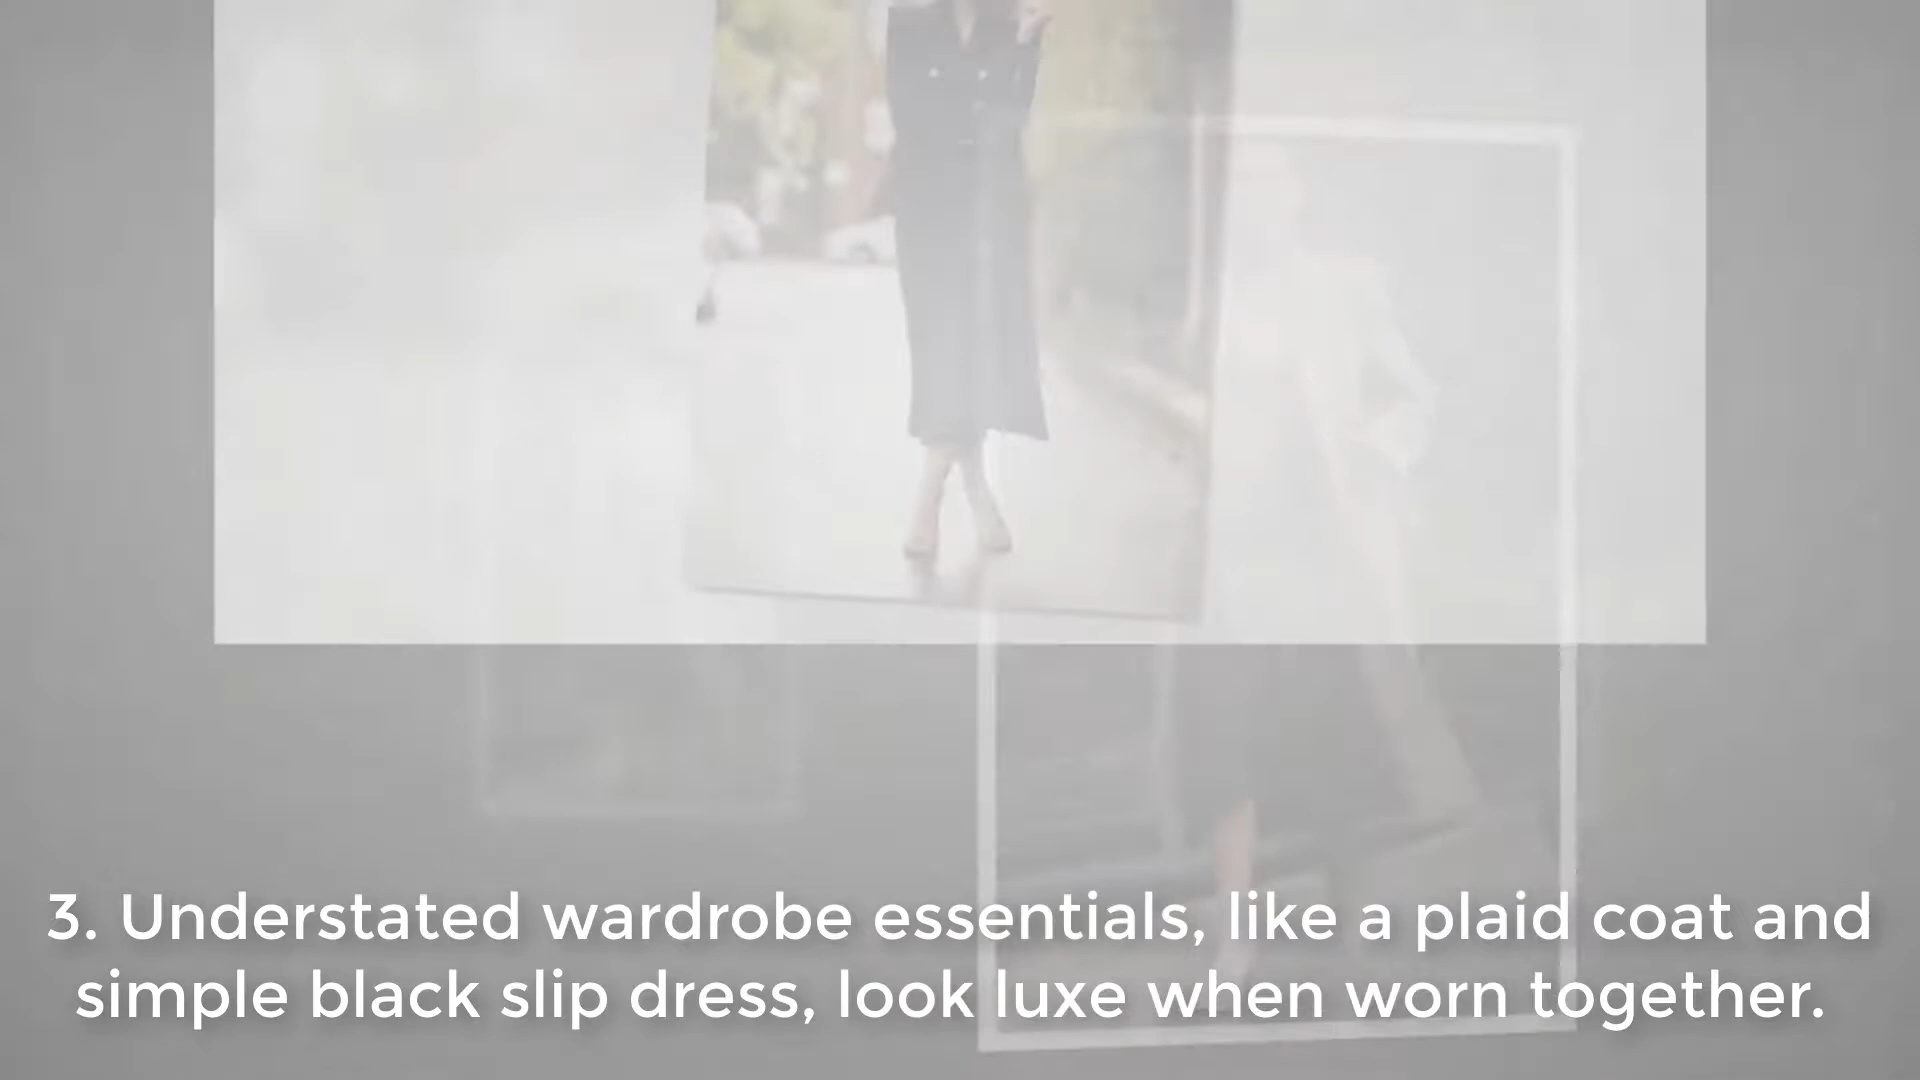 3. Understated wardrobe essentials, like a plaid coat and
simple black slip dress, look luxe when worn together.